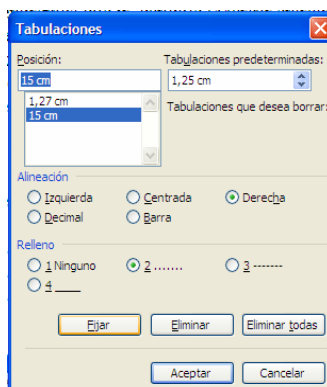 Tabulaciones
Posición:
Tabulaciones predeterminadas:
15 cm
1,25 cm
1,27 cm
15 cm
Tabulaciones que desea borrar:
Alineación
Izquierda
Centrada
Derecha
Decimal
Barra
Relleno
1 Ninguno
2 .......
3 -------
4 ____
Fijar
Eliminar
Eliminar todas
Aceptar
Cancelar